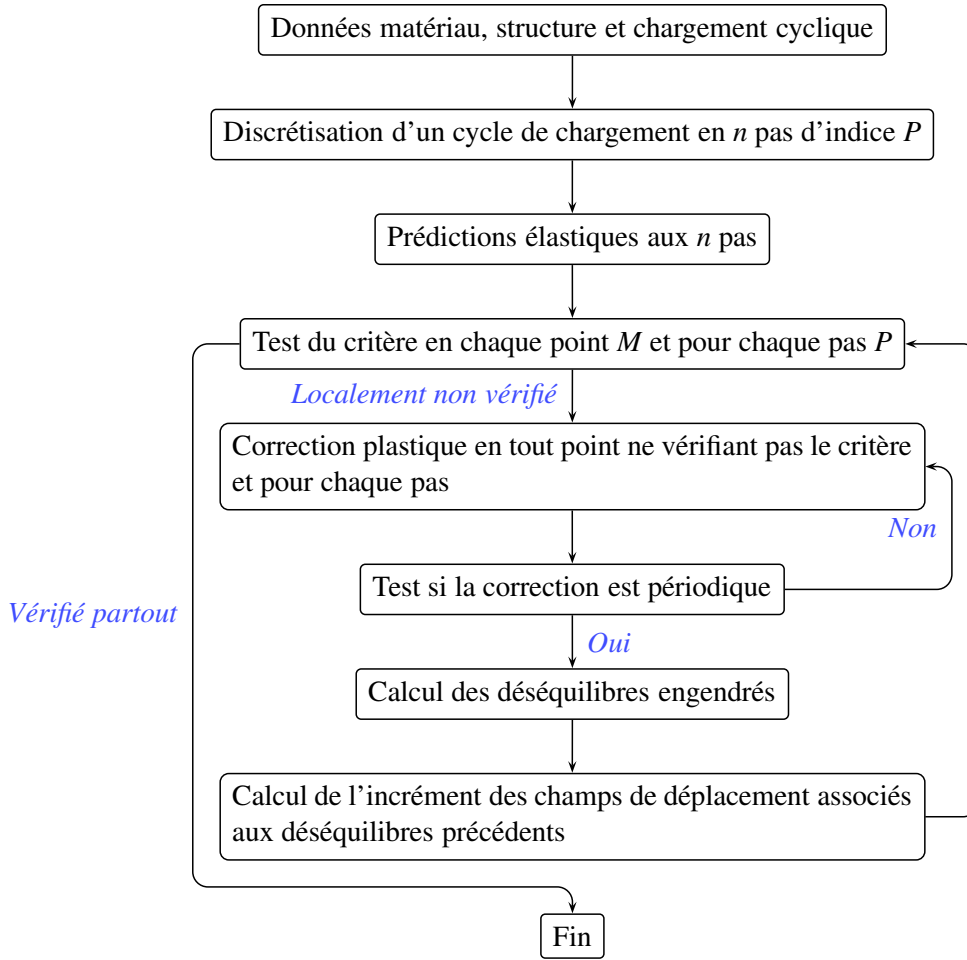 Données matériau, structure et chargement cyclique
Discrétisation d'un cycle de chargement en n pas d'indice P
Prédictions élastiques aux n pas
Test du critère en chaque point M et pour chaque pas P
Localement non vérifié
Correction plastique en tout point ne vérifiant pas le critère
et pour chaque pas
Non
Test si la correction est périodique
Vérifié partout
Oui
Calcul des déséquilibres engendrés
Calcul de l'incrément des champs de déplacement associés
aux déséquilibres précédents
Fin